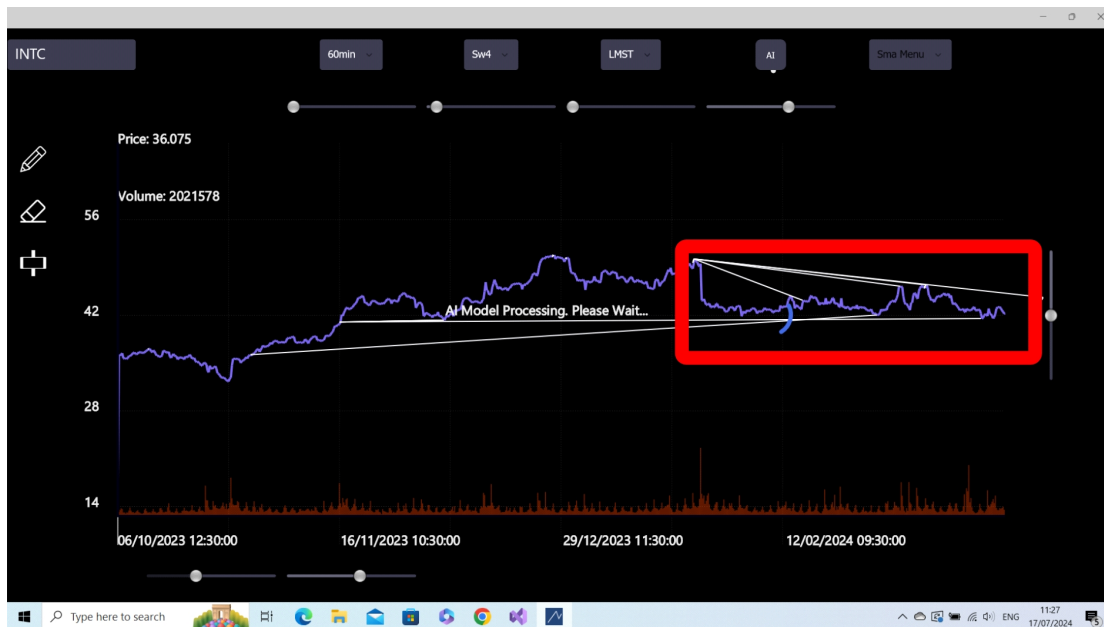 INTC
60min
Sw4
LMST
AI
Sma Menu
Price: 36.075
Volume: 2021578
56
42
AI Model Processing. Please Wait...
28
14
06/10/2023 12:30:00
16/11/2023 10:30:00
29/12/2023 11:30:00
12/02/2024 09:30:00
Type here to search
ENG
11:27
17/07/2024
5